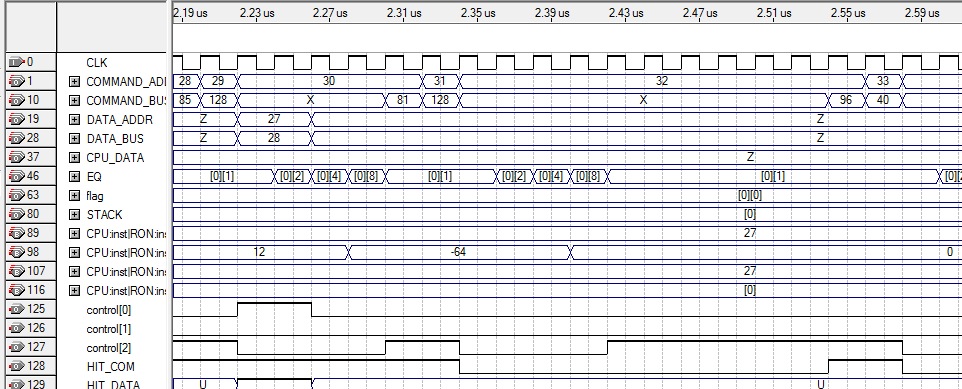 2.19 us 2.23 us 2.27 us 2.31 us 2.35 us 2.39 us 2.43 us 2.47 us 2.51 us 2.55 us 2.59 us
0 CLK
1 COMMAND_ADI 28 29 30 31 32 33
10 COMMAND_BU 85 128 X 81 128 X 96 40
19 DATA_ADDR Z 27 Z
28 DATA_BUS Z 28 Z
37 CPU_DATA Z
46 EQ [0][1] [0][2] [0][4] [0][8] [0][1] [0][2] [0][4] [0][8] [0][1]
63 flag [0][0]
80 STACK [0]
89 CPU:inst|RON:in 27
98 CPU:inst|RON:in 12 -64 0
107 CPU:inst|RON:in 27
116 CPU:inst|RON:in [0]
125 control[0]
126 control[1]
127 control[2]
128 HIT_COM
129 HIT_DATA U U